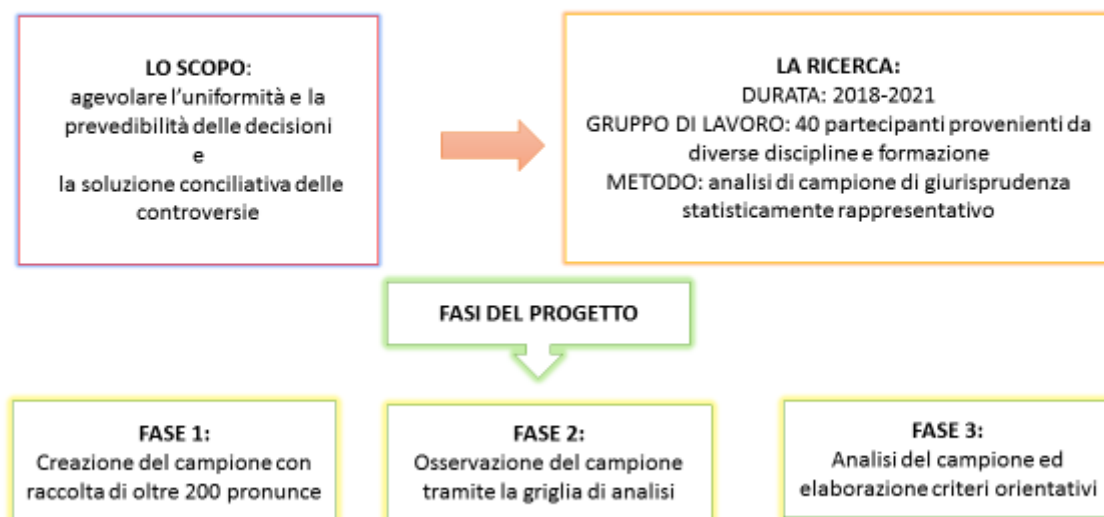 LO SCOPO:
agevolare l'uniformità e la
prevedibilità delle decisioni
e
la soluzione conciliativa delle
controversie
LA RICERCA:
DURATA: 2018-2021
GRUPPO DI LAVORO: 40 partecipanti provenienti da
diverse discipline e formazione
METODO: analisi di campione di giurisprudenza
statisticamente rappresentativo
FASI DEL PROGETTO
FASE 1:
Creazione del campione con
raccolta di oltre 200 pronunce
FASE 2:
Osservazione del campione
tramite la griglia di analisi
FASE 3:
Analisi del campione ed
elaborazione criteri orientativi